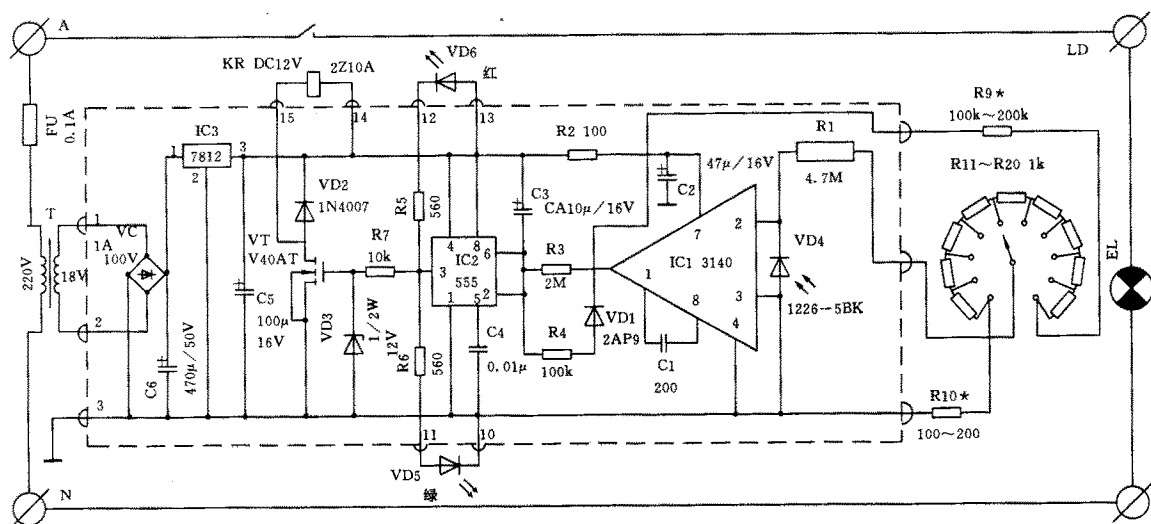 A
LD
KR DC12V
2Z10A
VD6
红
15
14
12
13
FU
0.1A
R9*
100k~200k
IC3
7812
1
3
2
R2 100
47μ/16V
R1
4.7M
R11~R20 1k
VD2
1N4007
R5
560
C3
CA10μ/16V
C2
T
1
VC
1A
100V
220V
18V
2
VT
V40AT
R7
10k
4
8
6
IC2
555
3
2
1
5
R3
2M
7
2
IC1 3140
1
8
3
4
VD4
1226-5BK
EL
C5
100μ
16V
VD3
1/2W
12V
R6
560
C4
0.01μ
R4
100k
VD1
2AP9
C1
200
C6
470μ/50V
3
R10*
100~200
11
10
VD5
绿
N